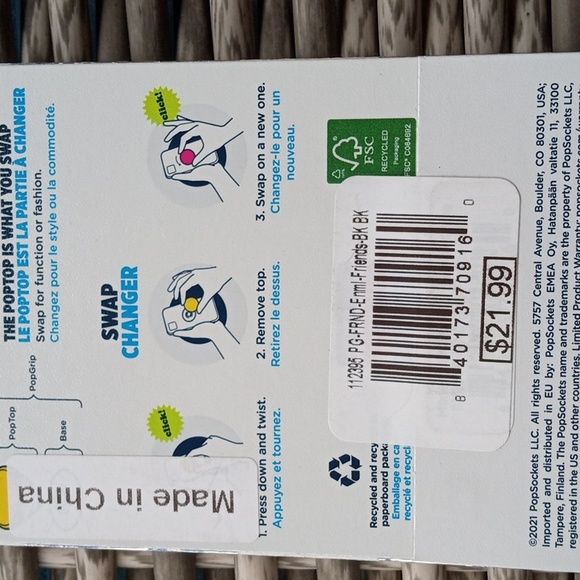 THE POPTOP IS WHAT YOU SWAP
LE POPTOP EST LA PARTIE À CHANGER
Swap for function or fashion.
Changez pour le style ou la commodité.
PopGrip
PopTop
Base
SWAP
CHANGER
click!
1. Press down and twist.
Appuyez et tournez.
2. Remove top.
Retirez le dessus.
click!
3. Swap on a new one.
Changez-le pour un
nouveau.
Made in China
FSC
RECYCLED
Packaging
FSC® C084692
112395 PG-FRND-E7ml Friends-BK BK
8 40173 70916 0
$21.99
Recycled and recy
paperboard packa
Emballage en ca
recyclé et recycl
©2021 PopSockets LLC. All rights reserved. 5757 Central Avenue, Boulder, CO 80301, USA;
Imported and distributed in EU by: PopSockets EMEA Oy, Hatanpään valtatie 11, 33100
Tampere, Finland. The PopSockets name and trademarks are the property of PopSockets LLC,
registered in the US and other countries. Limited Product Warranty: